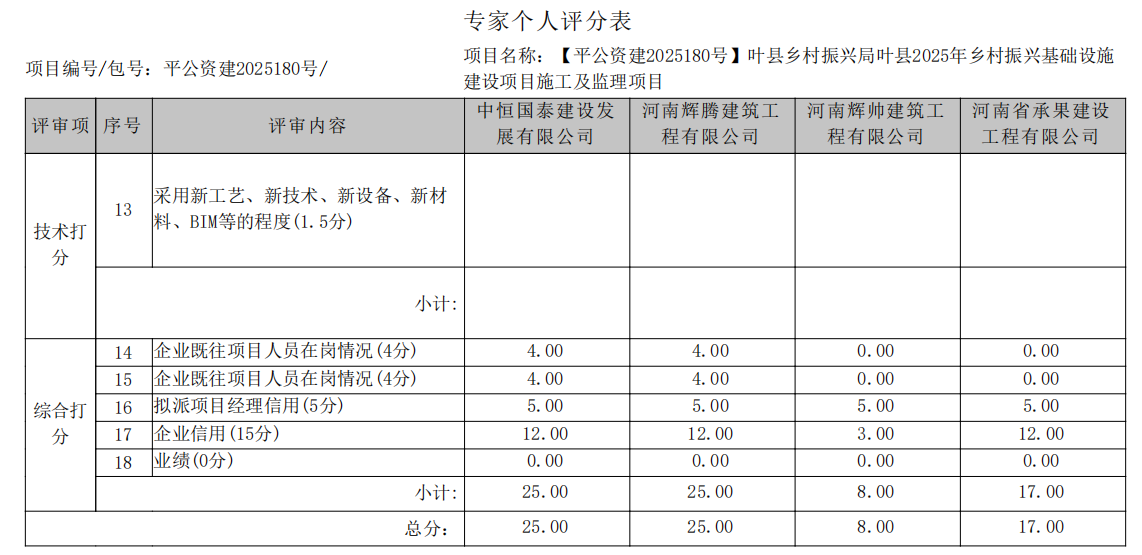 专家个人评分表
项目编号/包号: 平公资建2025180号/
项目名称:【平公资建2025180号】叶县乡村振兴局叶县2025年乡村振兴基础设施
建设项目施工及监理项目
评审项 序号 评审内容 中恒国泰建设发展有限公司 河南辉腾建筑工程有限公司 河南辉帅建筑工程有限公司 河南省承果建设工程有限公司
技术打分
13 采用新工艺、新技术、新设备、新材
料、BIM等的程度(1.5分)
小计:
综合打分
14 企业既往项目人员在岗情况(4分) 4.00 4.00 0.00 0.00
15 企业既往项目人员在岗情况(4分) 4.00 4.00 0.00 0.00
16 拟派项目经理信用(5分) 5.00 5.00 5.00 5.00
17 企业信用(15分) 12.00 12.00 3.00 12.00
18 业绩(0分) 0.00 0.00 0.00 0.00
小计: 25.00 25.00 8.00 17.00
总分: 25.00 25.00 8.00 17.00